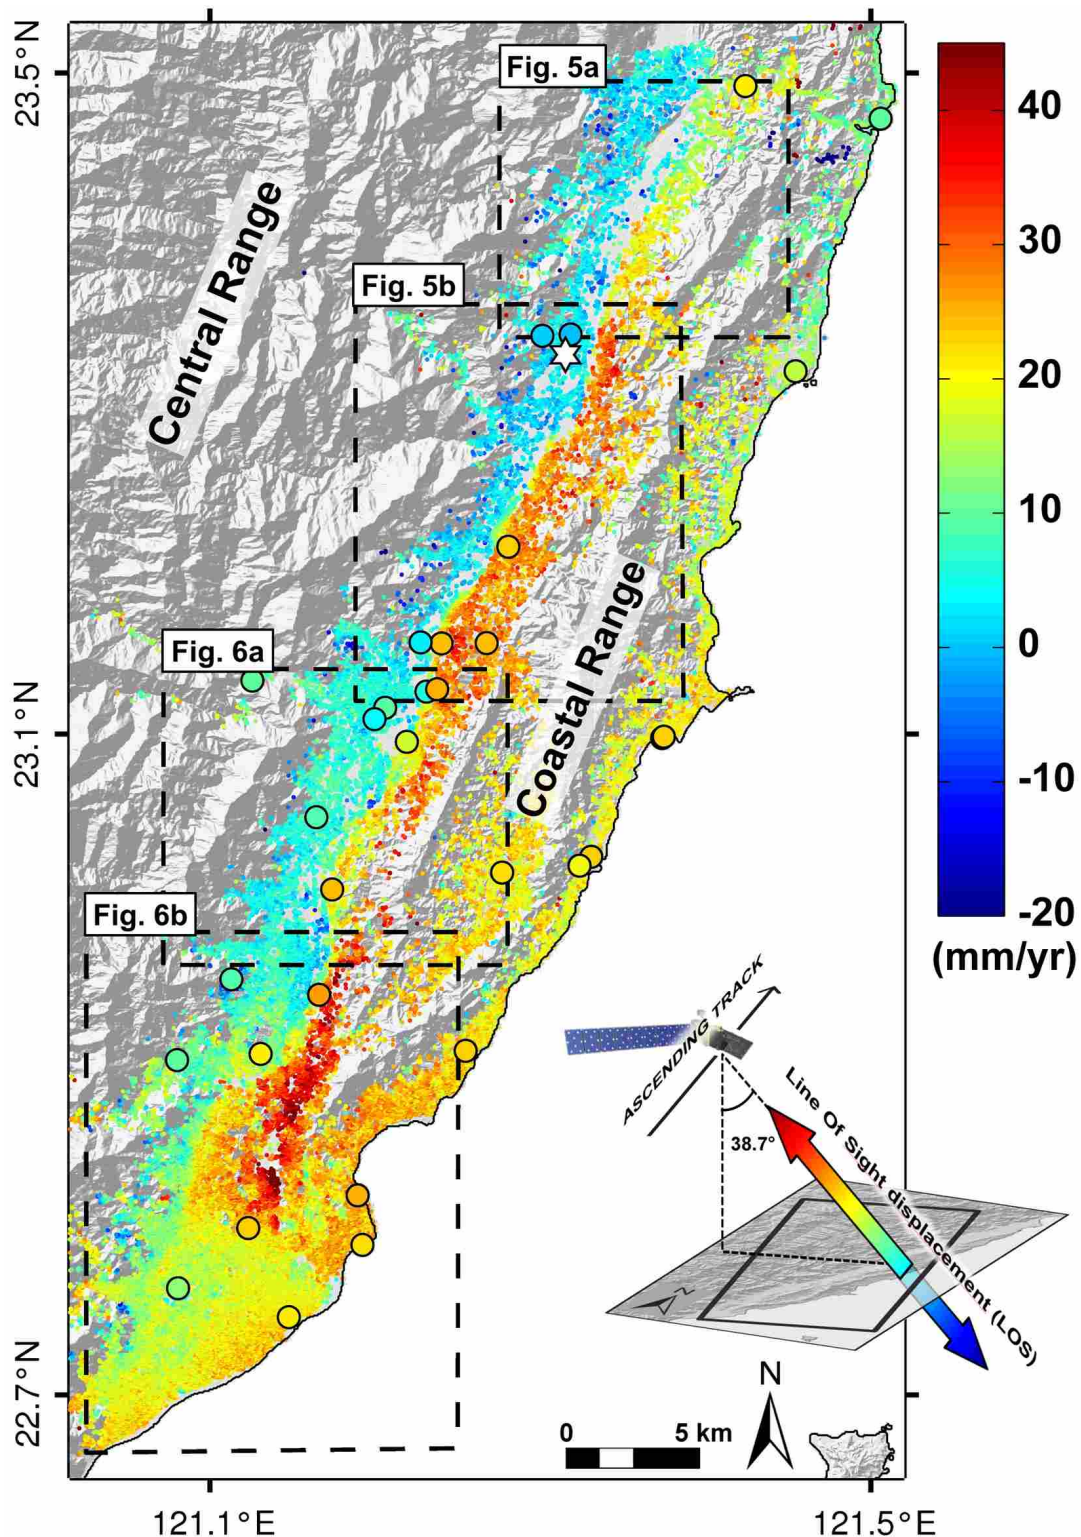 23.5°N
Fig. 5a
40
Central Range
30
Fig. 5b
20
10
Coastal Range
0
Fig. 6a
23.1°N
-10
Fig. 6b
-20
(mm/yr)
ASCENDING TRACK
38.7°
Line Of Sight displacement (LOS)
N
22.7°N
N
0 5 km
121.1°E
121.5°E